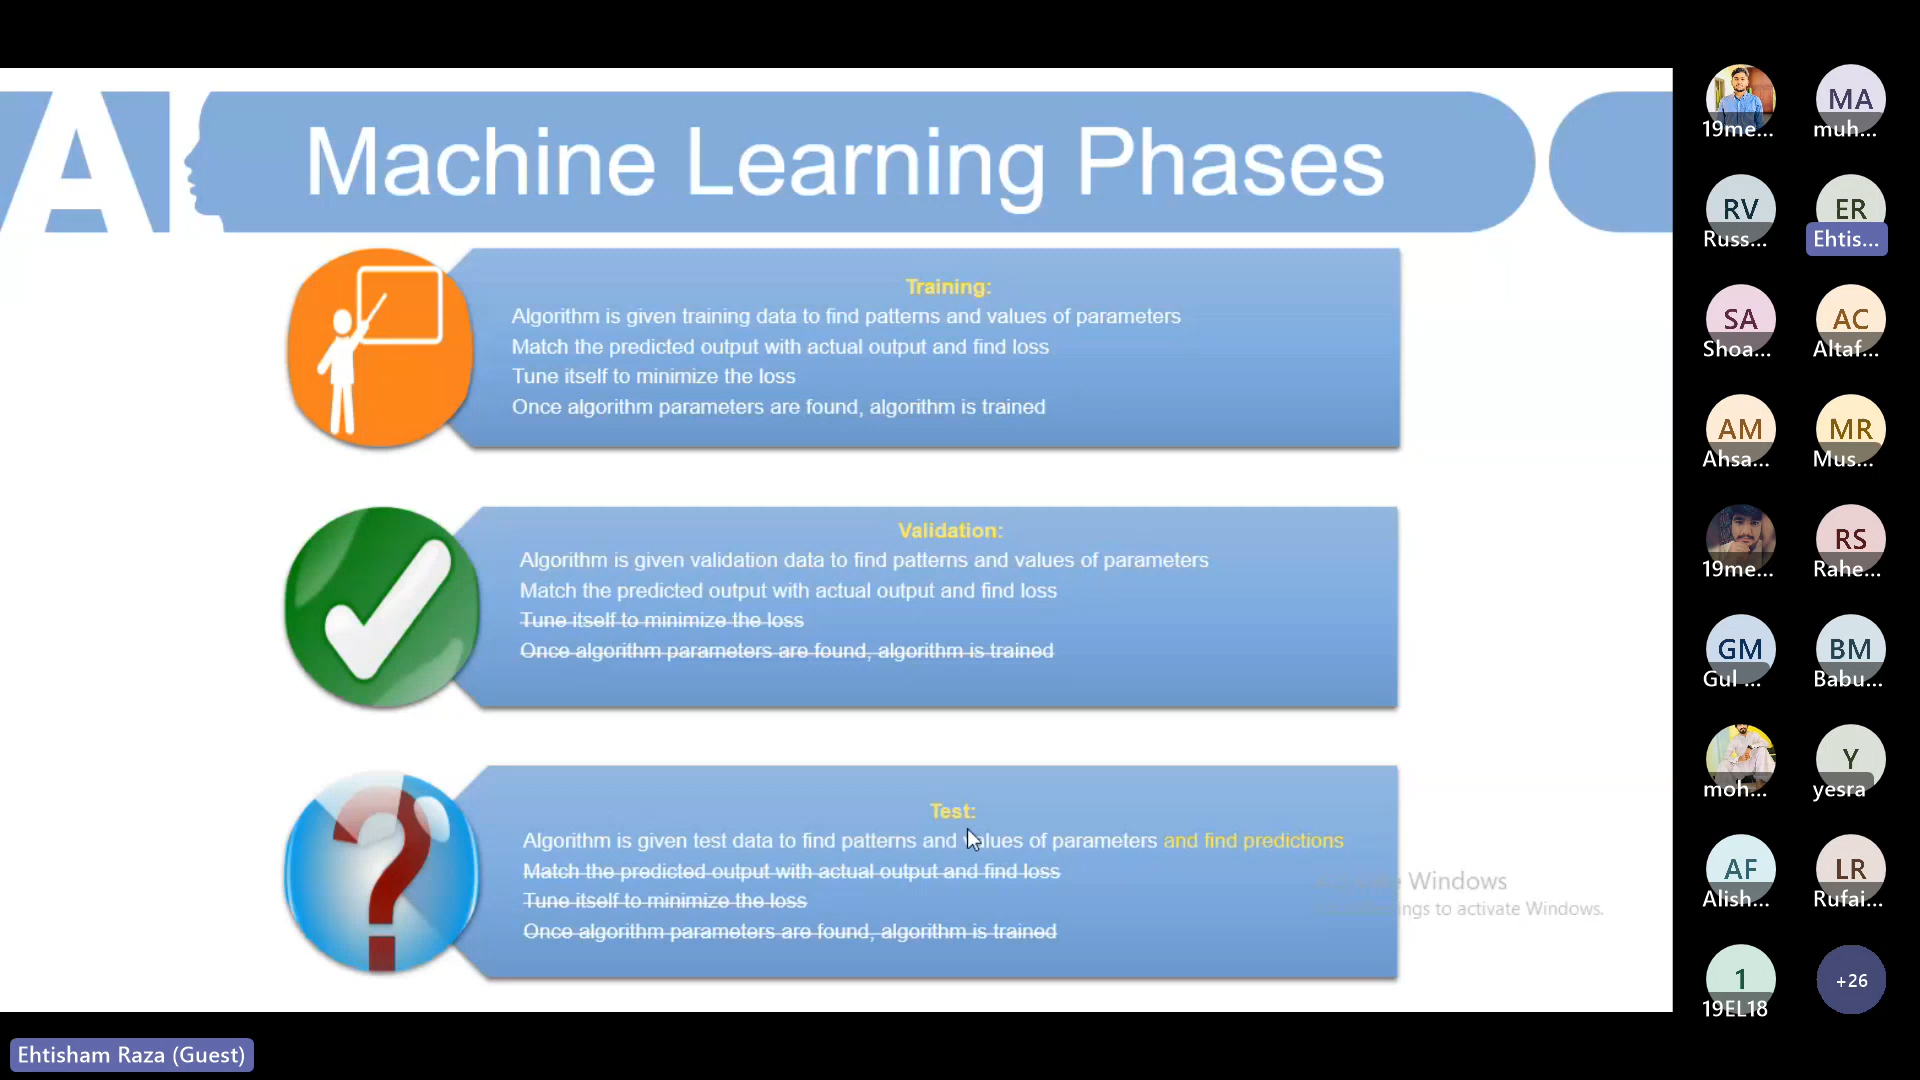 A
Machine Learning Phases
Training:
Algorithm is given training data to find patterns and values of parameters
Match the predicted output with actual output and find loss
Tune itself to minimize the loss
Once algorithm parameters are found, algorithm is trained
Validation:
Algorithm is given validation data to find patterns and values of parameters
Match the predicted output with actual output and find loss
Tune itself to minimize the loss
Once algorithm parameters are found, algorithm is trained
Test:
Algorithm is given test data to find patterns and values of parameters and find predictions
Match the predicted output with actual output and find loss
Tune itself to minimize the loss
Once algorithm parameters are found, algorithm is trained
Windows
to activate Windows.
19me...
MA
muh...
RV
Russ...
ER
Ehtis...
SA
Shoa...
AC
Altaf...
AM
Ahsa...
MR
Mus...
19me...
RS
Rahe...
GM
Gul ...
BM
Babu...
moh...
Y
yesra
AF
Alish...
LR
Rufai...
1
19EL18
+26
Ehtisham Raza (Guest)